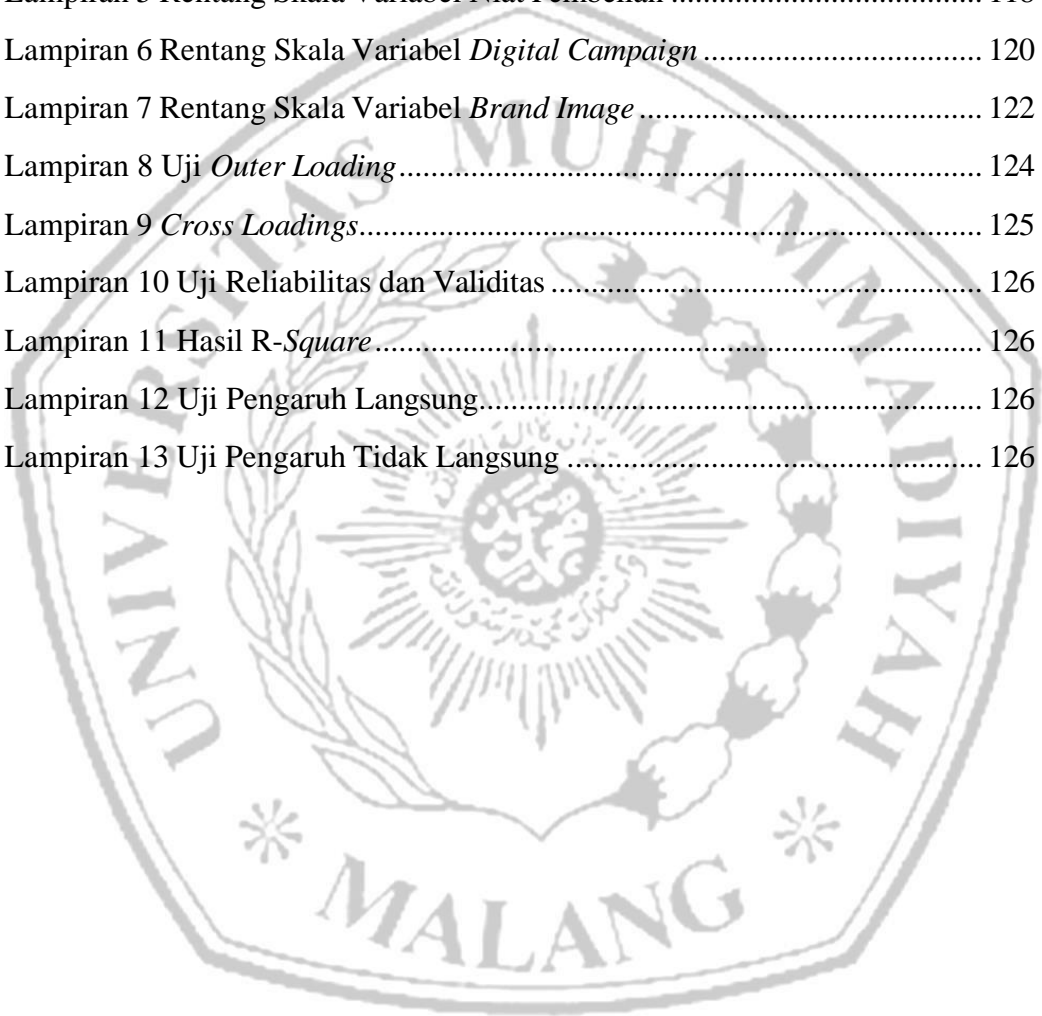 Lampiran 6 Rentang Skala Variabel Digital Campaign .................................. 120
Lampiran 7 Rentang Skala Variabel Brand Image .......................................... 122
Lampiran 8 Uji Outer Loading ....................................................................... 124
Lampiran 9 Cross Loadings............................................................................ 125
Lampiran 10 Uji Reliabilitas dan Validitas .................................................... 126
Lampiran 11 Hasil R-Square .......................................................................... 126
Lampiran 12 Uji Pengaruh Langsung............................................................. 126
Lampiran 13 Uji Pengaruh Tidak Langsung .................................................. 126
UNIVERSITAS MUHAMMADIYAH
MALANG